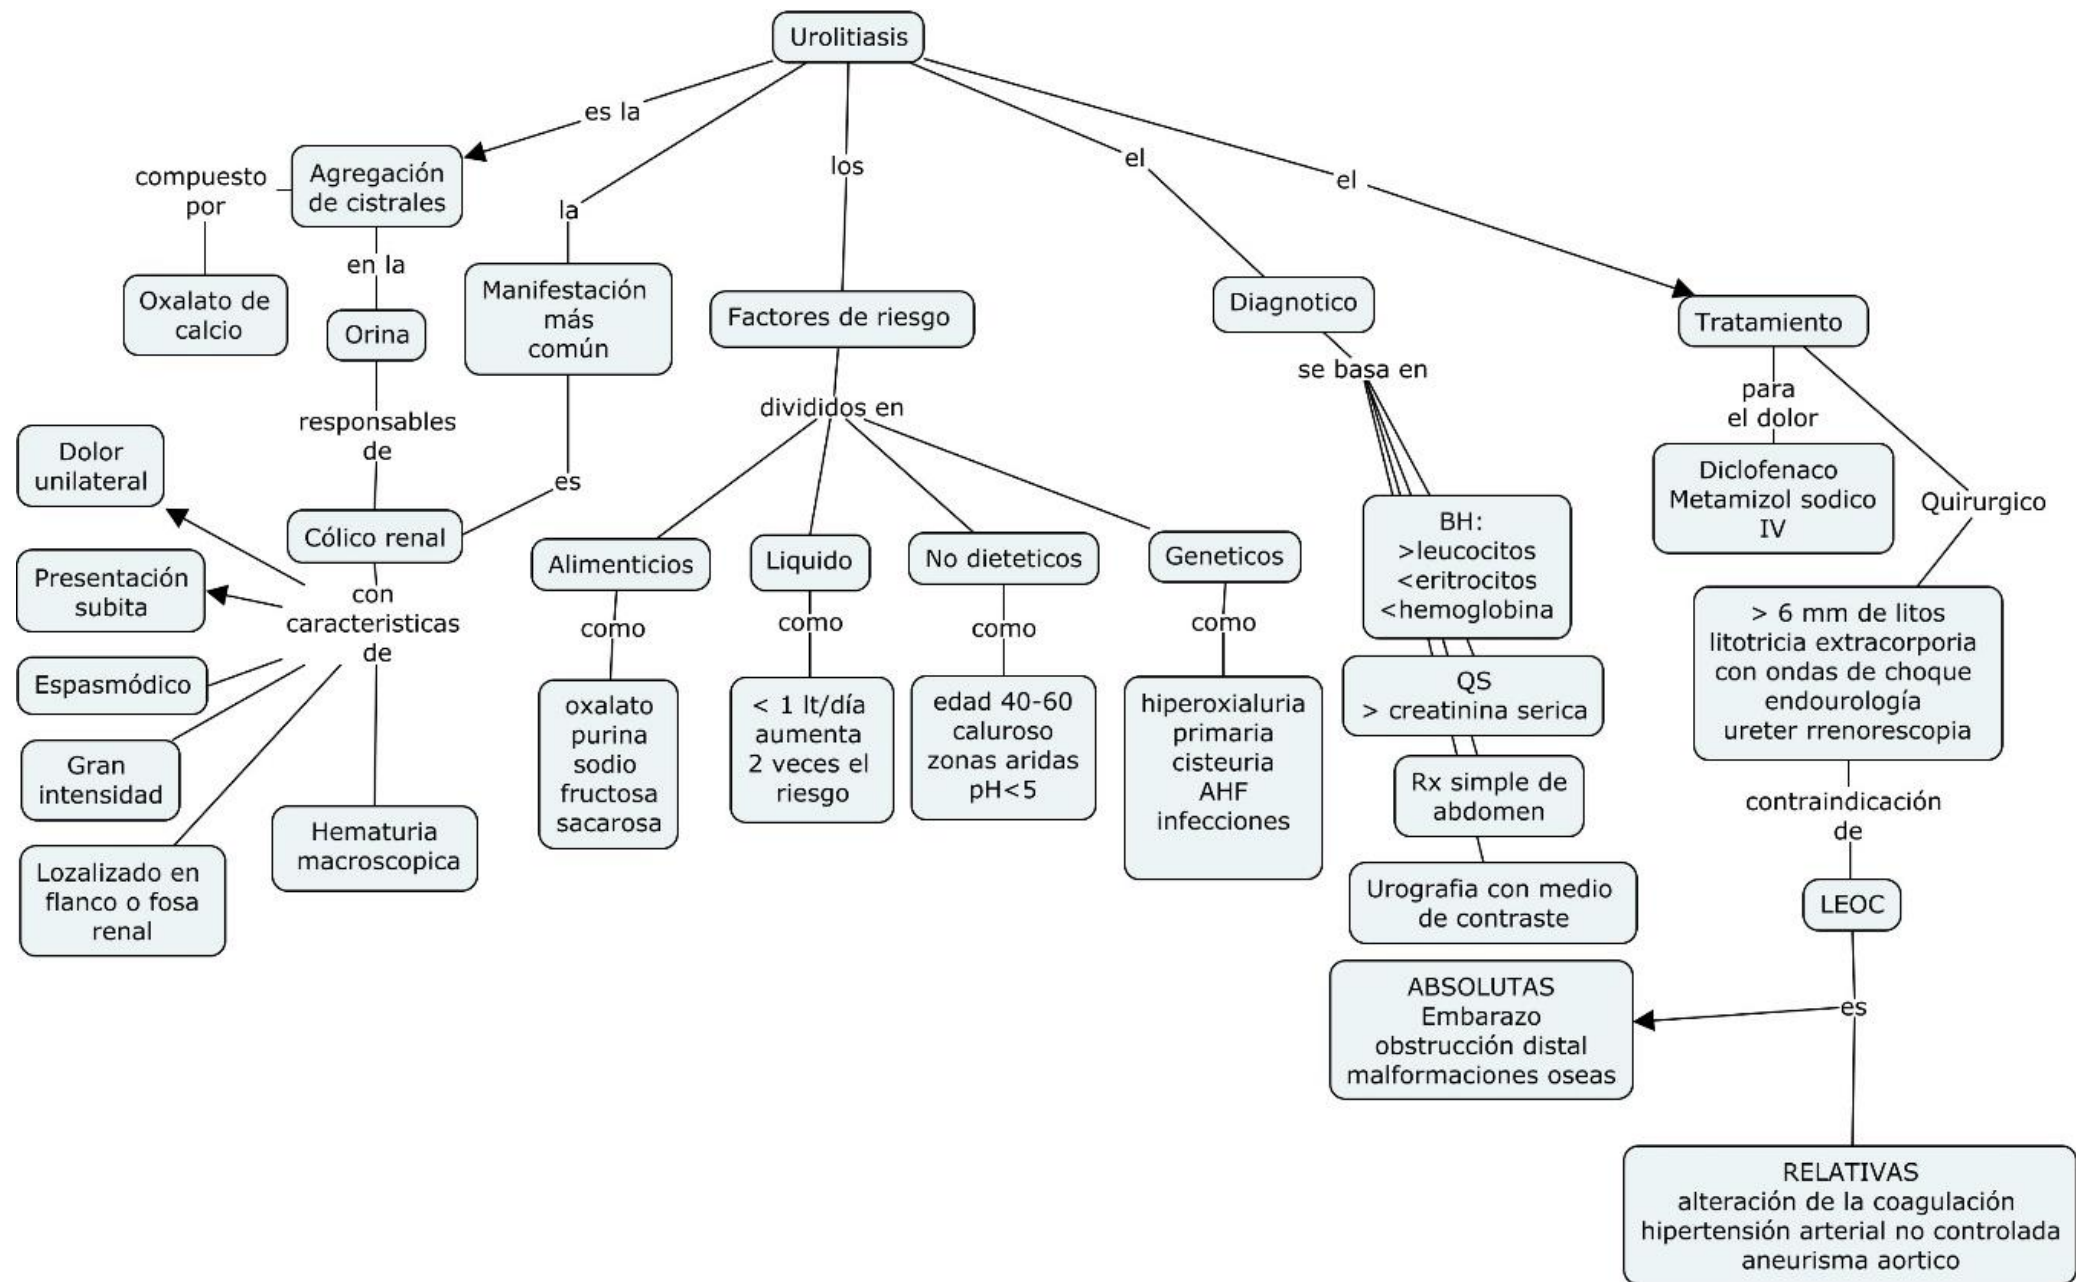 Urolitiasis
es la
Agregación
de cistrales
compuesto
por
Oxalato de
calcio
en la
Orina
responsables
de
Cólico renal
con
caracteristicas
de
Dolor
unilateral
Presentación
subita
Espasmódico
Gran
intensidad
Lozalizado en
flanco o fosa
renal
Hematuria
macroscopica
la
Manifestación
más
común
es
los
Factores de riesgo
divididos en
Alimenticios
como
oxalato
purina
sodio
fructosa
sacarosa
Liquido
como
< 1 lt/día
aumenta
2 veces el
riesgo
No dieteticos
como
edad 40-60
caluroso
zonas aridas
pH<5
Geneticos
como
hiperoxialuria
primaria
cisteuria
AHF
infecciones
el
Diagnotico
se basa en
BH:
>leucocitos
<eritrocitos
<hemoglobina
QS
> creatinina serica
Rx simple de
abdomen
Urografia con medio
de contraste
el
Tratamiento
para
el dolor
Diclofenaco
Metamizol sodico
IV
Quirurgico
> 6 mm de litos
litotricia extracorporia
con ondas de choque
endourología
ureter rrenorescopia
contraindicación
de
LEOC
es
ABSOLUTAS
Embarazo
obstrucción distal
malformaciones oseas
RELATIVAS
alteración de la coagulación
hipertensión arterial no controlada
aneurisma aortico